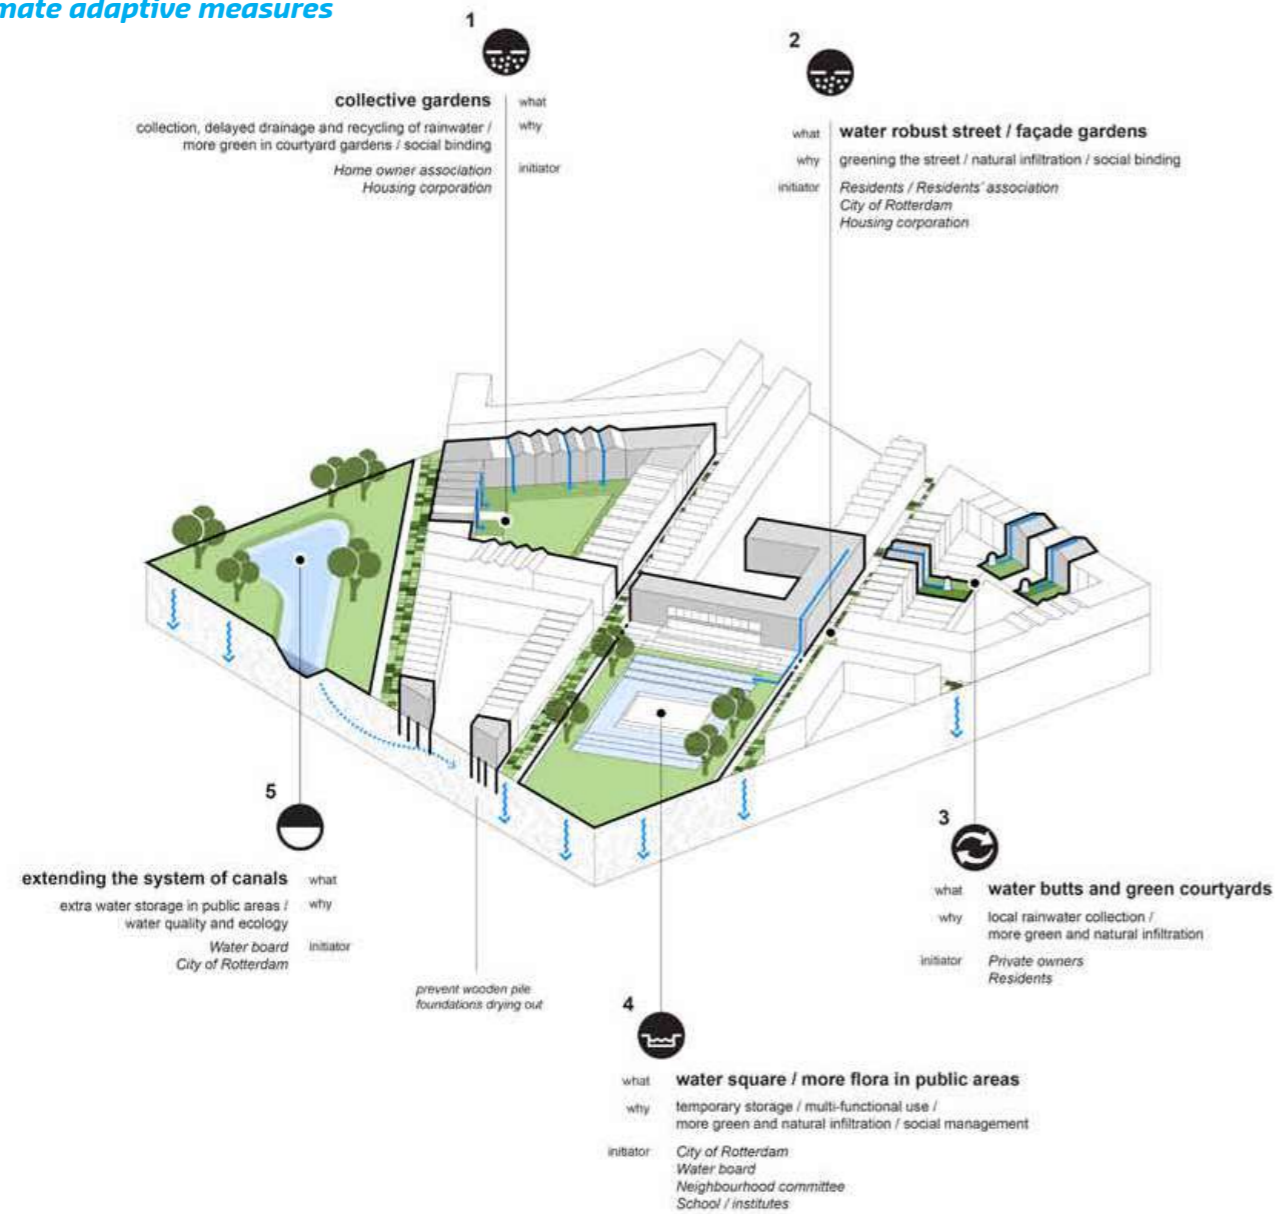 mate adaptive measures
1
collective gardens what
collection, delayed drainage and recycling of rainwater / why
more green in courtyard gardens / social binding
Home owner association initiator
Housing corporation
2
what water robust street / façade gardens
why greening the street / natural infiltration / social binding
initiator Residents / Residents' association
City of Rotterdam
Housing corporation
5
extending the system of canals what
extra water storage in public areas / why
water quality and ecology
Water board initiator
City of Rotterdam
prevent wooden pile
foundations drying out
3
what water butts and green courtyards
why local rainwater collection /
more green and natural infiltration
initiator Private owners
Residents
4
what water square / more flora in public areas
why temporary storage / multi-functional use /
more green and natural infiltration / social management
initiator City of Rotterdam
Water board
Neighbourhood committee
School / institutes